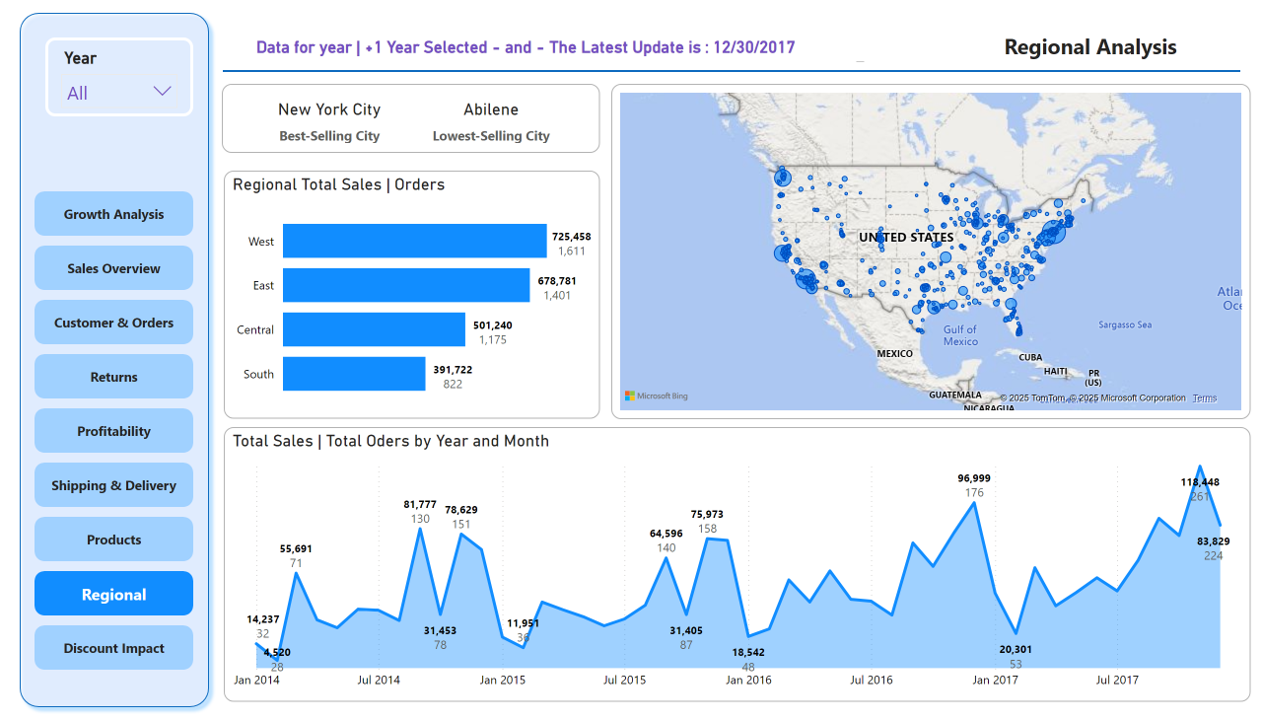 Year
All
Growth Analysis
Sales Overview
Customer & Orders
Returns
Profitability
Shipping & Delivery
Products
Regional
Discount Impact
Data for year | +1 Year Selected - and - The Latest Update is : 12/30/2017
Regional Analysis
New York City
Best-Selling City
Abilene
Lowest-Selling City
Regional Total Sales | Orders
West
725,458
1,611
East
678,781
1,401
Central
501,240
1,175
South
391,722
822
UNITED STATES
Atla
Oce
Sargasso Sea
Gulf of
Mexico
MEXICO
CUBA
HAITI
PR
(US)
GUATEMALA
NICARAGUA
Microsoft Bing
© 2025 TomTom, © 2025 Microsoft Corporation Terms
Total Sales | Total Oders by Year and Month
14,237
32
4,520
28
55,691
71
81,777
130
31,453
78
78,629
151
11,951
36
64,596
140
31,405
87
75,973
158
18,542
48
96,999
176
20,301
53
118,448
261
83,829
224
Jan 2014
Jul 2014
Jan 2015
Jul 2015
Jan 2016
Jul 2016
Jan 2017
Jul 2017